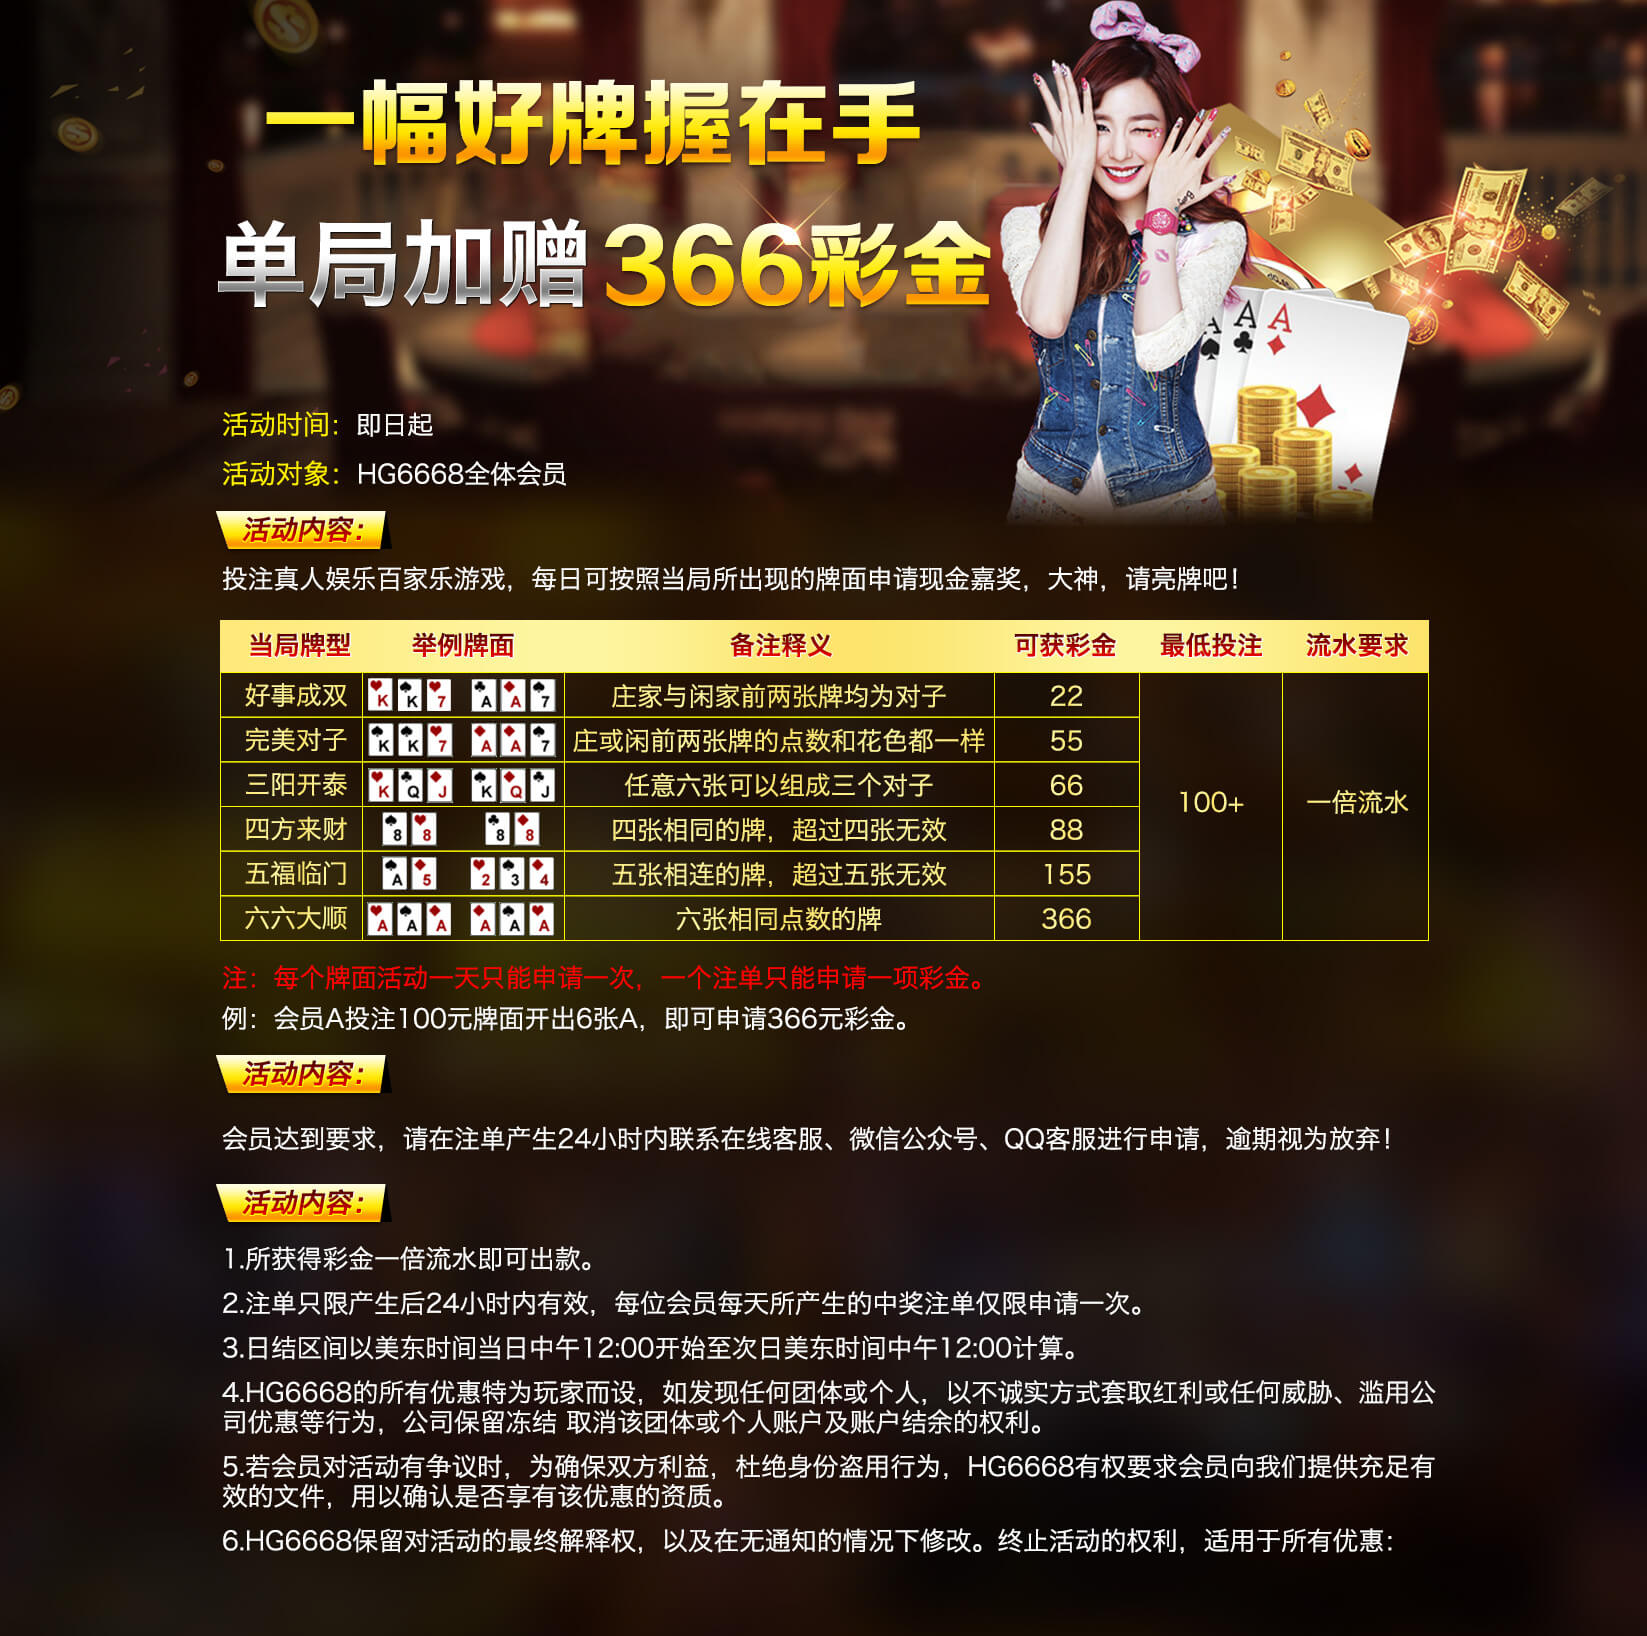 一幅好牌握在手
单局加赠366彩金
活动时间：即日起
活动对象：HG6668全体会员
活动内容：
投注真人娱乐百家乐游戏，每日可按照当局所出现的牌面申请现金嘉奖，大神，请亮牌吧！
当局牌型 举例牌面 备注释义 可获彩金 最低投注 流水要求
好事成双 K K 7 A A 7 庄家与闲家前两张牌均为对子 22
完美对子 K K 7 A A 7 庄或闲前两张牌的点数和花色都一样 55
三阳开泰 K Q J K Q J 任意六张可以组成三个对子 66
100+ 一倍流水
四方来财 8 8 8 8 四张相同的牌，超过四张无效 88
五福临门 A 5 2 3 4 五张相连的牌，超过五张无效 155
六六大顺 A A A A A A 六张相同点数的牌 366
注：每个牌面活动一天只能申请一次，一个注单只能申请一项彩金。
例：会员A投注100元牌面开出6张A，即可申请366元彩金。
活动内容：
会员达到要求，请在注单产生24小时内联系在线客服、微信公众号、QQ客服进行申请，逾期视为放弃！
活动内容：
1.所获得彩金一倍流水即可出款。
2.注单只限产生后24小时内有效，每位会员每天所产生的中奖注单仅限申请一次。
3.日结区间以美东时间当日中午12:00开始至次日美东时间中午12:00计算。
4.HG6668的所有优惠特为玩家而设，如发现任何团体或个人，以不诚实方式套取红利或任何威胁、滥用公
司优惠等行为，公司保留冻结 取消该团体或个人账户及账户结余的权利。
5.若会员对活动有争议时，为确保双方利益，杜绝身份盗用行为，HG6668有权要求会员向我们提供充足有
效的文件，用以确认是否享有该优惠的资质。
6.HG6668保留对活动的最终解释权，以及在无通知的情况下修改。终止活动的权利，适用于所有优惠：
A A A